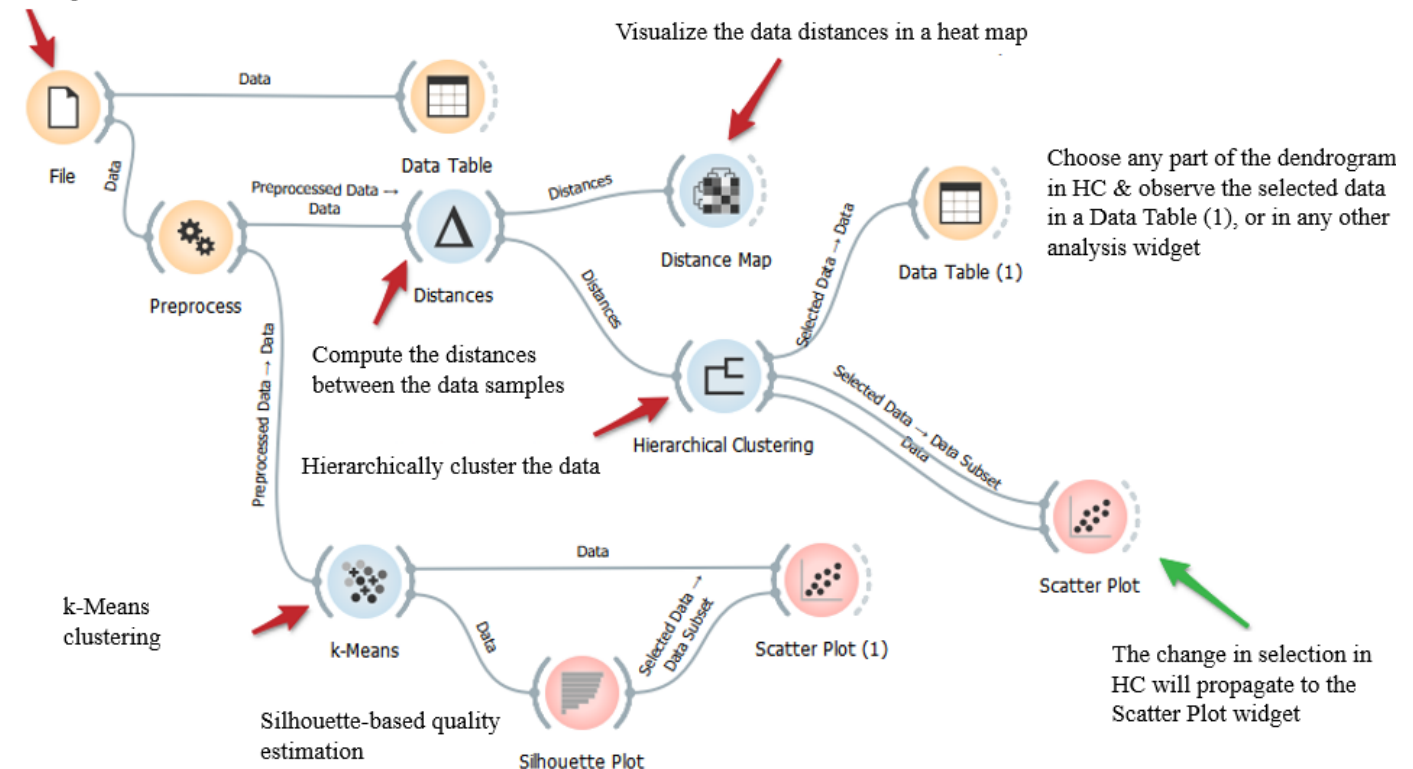 Visualize the data distances in a heat map
Data
File
Data Table
Data
Preprocessed Data →
Data
Distances
Preprocess
Distances
Distance Map
Distances
Compute the distances
between the data samples
Selected Data → Data
Data Table (1)
Choose any part of the dendrogram
in HC & observe the selected data
in a Data Table (1), or in any other
analysis widget
Hierarchical Clustering
Hierarchically cluster the data
Selected Data → Data Subset
Data
Scatter Plot
The change in selection in
HC will propagate to the
Scatter Plot widget
Preprocessed Data → Data
k-Means
clustering
k-Means
Data
Data
Selected Data →
Data Subset
Scatter Plot (1)
Silhouette-based quality
estimation
Silhouette Plot